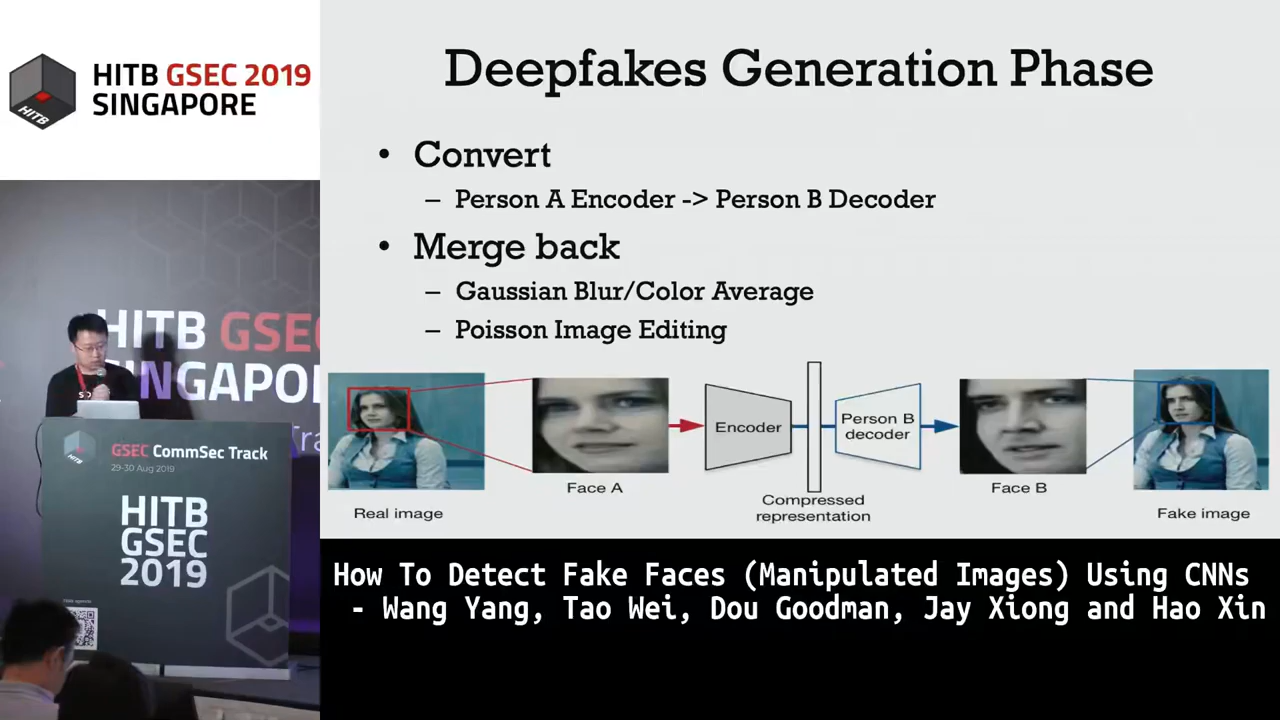 HITB GSEC 2019
SINGAPORE
HITB
HITB GSEC
SINGAPO
GSEC CommSec Track
29-30 Aug 2019
HITB
HITB
GSEC
2019
Deepfakes Generation Phase
• Convert
– Person A Encoder -> Person B Decoder
• Merge back
– Gaussian Blur/Color Average
– Poisson Image Editing
Real image
Face A
Encoder
Compressed
representation
Person B
decoder
Face B
Fake image
How To Detect Fake Faces (Manipulated Images) Using CNNs
- Wang Yang, Tao Wei, Dou Goodman, Jay Xiong and Hao Xin